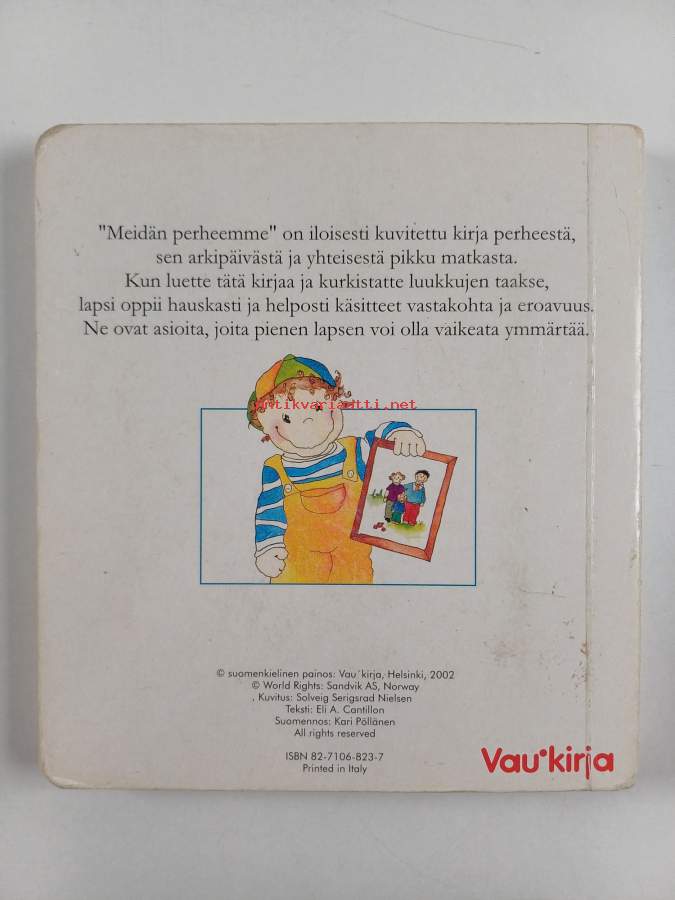 "Meidän perheemme" on iloisesti kuvitettu kirja perheestä,
sen arkipäivästä ja yhteisestä pikku matkasta.
Kun luette tätä kirjaa ja kurkistatte luukkujen taakse,
lapsi oppii hauskasti ja helposti käsitteet vastakohta ja eroavuus.
Ne ovat asioita, joita pienen lapsen voi olla vaikeata ymmärtää.
antikvariaatti.net
© suomenkielinen painos: Vau´kirja, Helsinki, 2002
© World Rights: Sandvik AS, Norway
. Kuvitus: Solveig Serigsrad Nielsen
Teksti: Eli A. Cantillon
Suomennos: Kari Pöllänen
All rights reserved
ISBN 82-7106-823-7
Printed in Italy
Vau•kirja